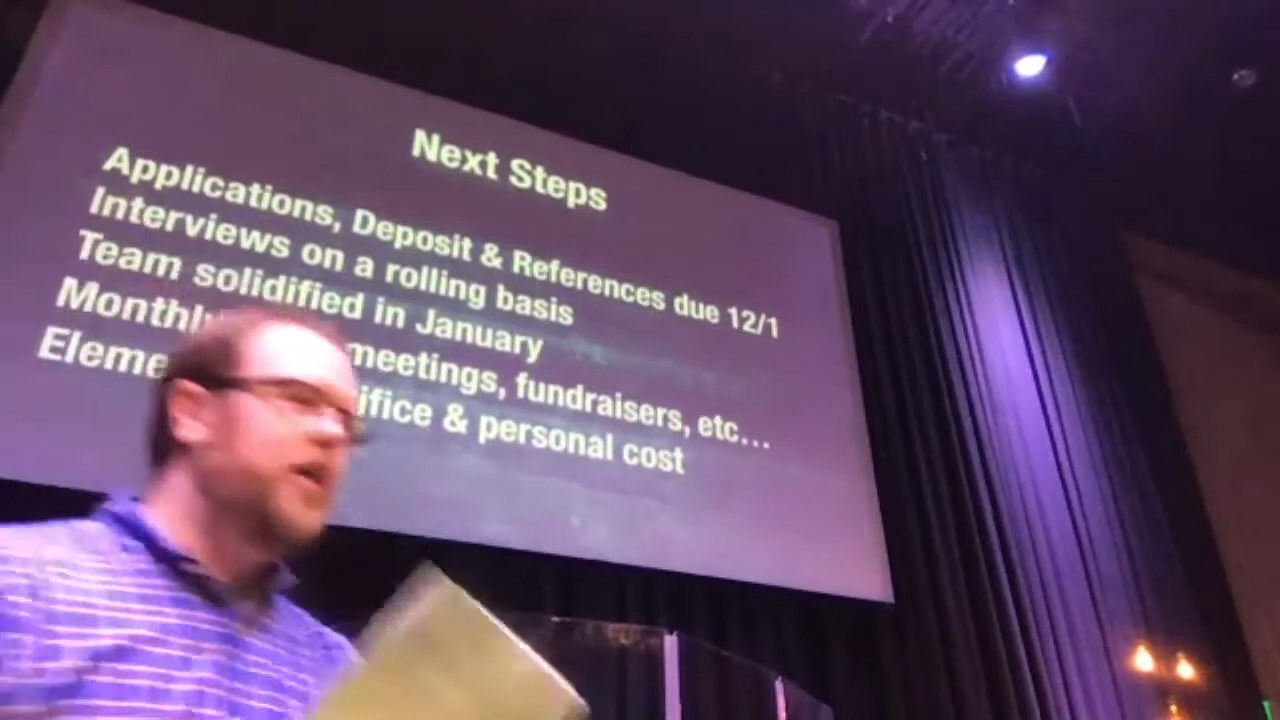 Next Steps
Applications, Deposit & References due 12/1
Interviews on a rolling basis
Team solidified in January
meetings, fundraisers, etc...
& personal cost